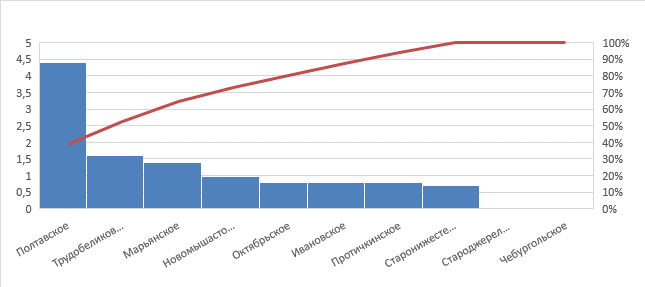 5 100%
4,5 90%
4 80%
3,5 70%
3 60%
2,5 50%
2 40%
1,5 30%
1 20%
0,5 10%
0 0%
Полтавское
Трудобеликов...
Марьянское
Новомышасто...
Октябрьское
Ивановское
Протичкинское
Старонижесте...
Староджерел...
Чебургольское